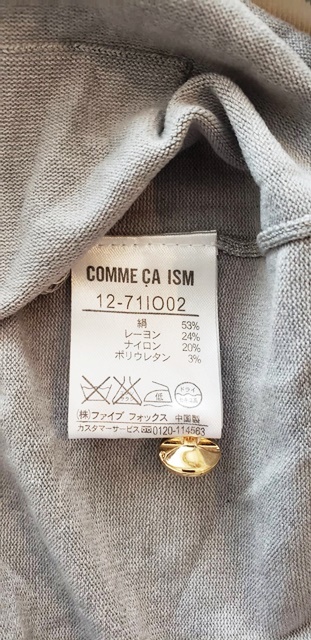 COMME ÇA ISM
12-71IO02
絹 53%
レーヨン 24%
ナイロン 20%
ポリウレタン 3%
低 ドライ
(株)ファイブ フォックス 中国製
カスタマーサービス 0120-114563